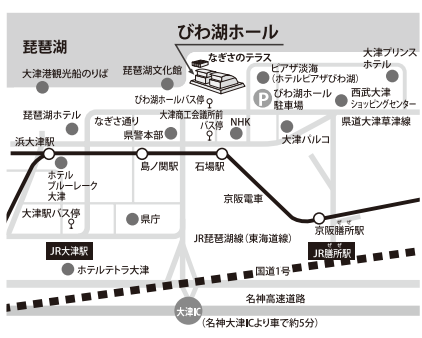 びわ湖ホール
琵琶湖
なぎさのテラス
大津プリンス
ホテル
大津港観光船のりば
琵琶湖文化館
ピアザ淡海
(ホテルピアザびわ湖)
びわ湖ホールバス停
P
びわ湖ホール
駐車場
西武大津
ショッピングセンター
琵琶湖ホテル
なぎさ通り
大津商工会議所前
バス停
県警本部
NHK
大津パルコ
県道大津草津線
浜大津駅
島ノ関駅
石場駅
ホテル
ブルーレーク
大津
京阪電車
大津駅バス停
県庁
京阪膳所駅
ぜぜ
JR大津駅
JR琵琶湖線(東海道線)
JR膳所駅
ぜぜ
ホテルテトラ大津
国道1号
大津IC
名神高速道路
(名神大津ICより車で約5分)